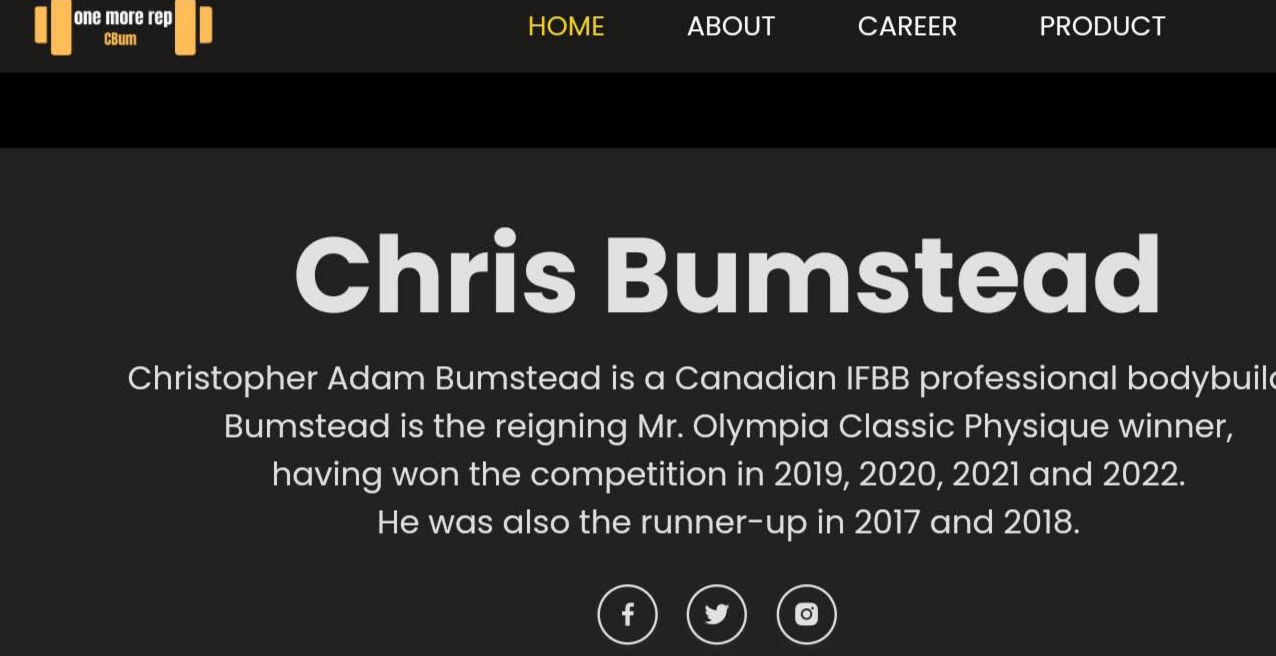 one more rep
CBum
HOME ABOUT CAREER PRODUCT
Chris Bumstead
Christopher Adam Bumstead is a Canadian IFBB professional bodybuil
Bumstead is the reigning Mr. Olympia Classic Physique winner,
having won the competition in 2019, 2020, 2021 and 2022.
He was also the runner-up in 2017 and 2018.